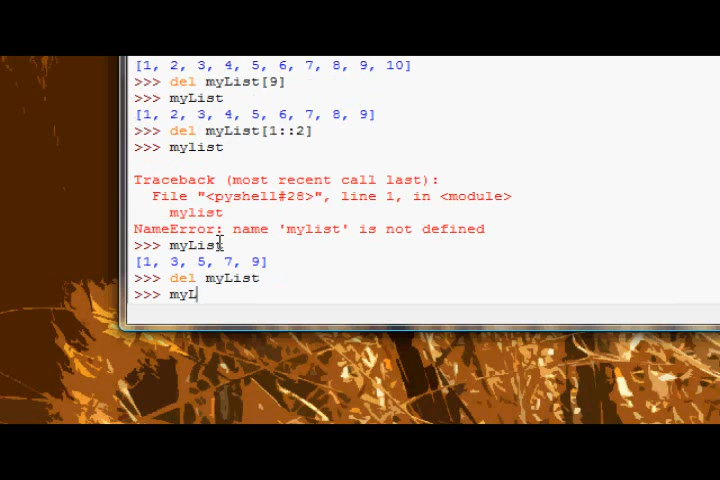 [1, 2, 3, 4, 5, 6, 7, 8, 9, 10]
>>> del myList[9]
>>> myList
[1, 2, 3, 4, 5, 6, 7, 8, 9]
>>> del myList[1::2]
>>> mylist
Traceback (most recent call last):
File "<pyshell#28>", line 1, in <module>
mylist
NameError: name 'mylist' is not defined
>>> myList
[1, 3, 5, 7, 9]
>>> del myList
>>> myL